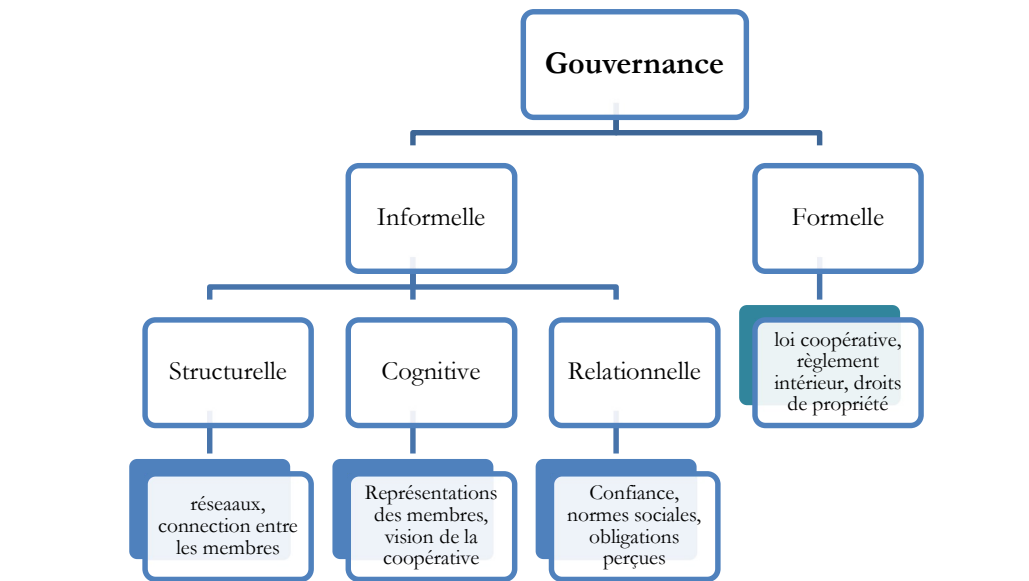 Gouvernance
Informelle
Formelle
Structurelle
Cognitive
Relationnelle
loi coopérative,
règlement
intérieur, droits
de propriété
réseaaux,
connection entre
les membres
Représentations
des membres,
vision de la
coopérative
Confiance,
normes sociales,
obligations
perçues